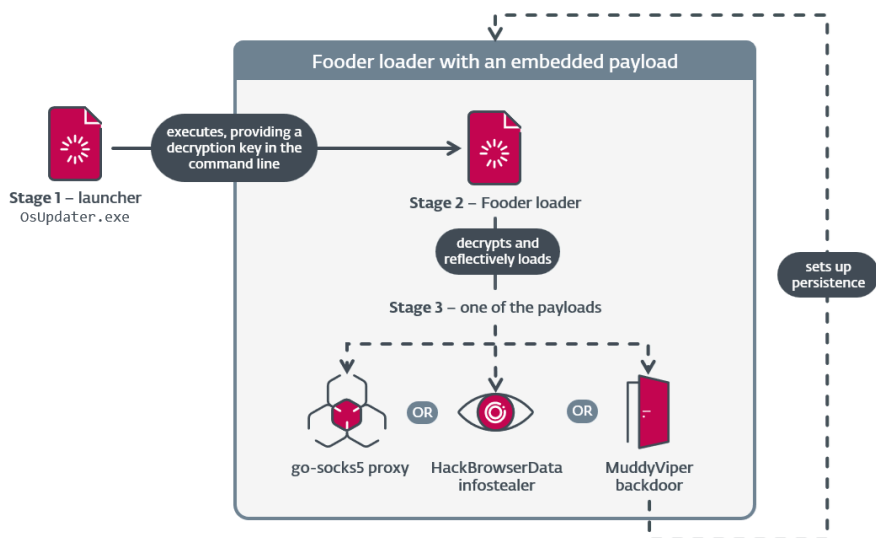 Fooder loader with an embedded payload
executes, providing a
decryption key in the
command line
Stage 1 – launcher
OsUpdater.exe
Stage 2 – Fooder loader
decrypts and
reflectively loads
sets up
persistence
Stage 3 – one of the payloads
OR
OR
go-socks5 proxy
HackBrowserData
infostealer
MuddyViper
backdoor